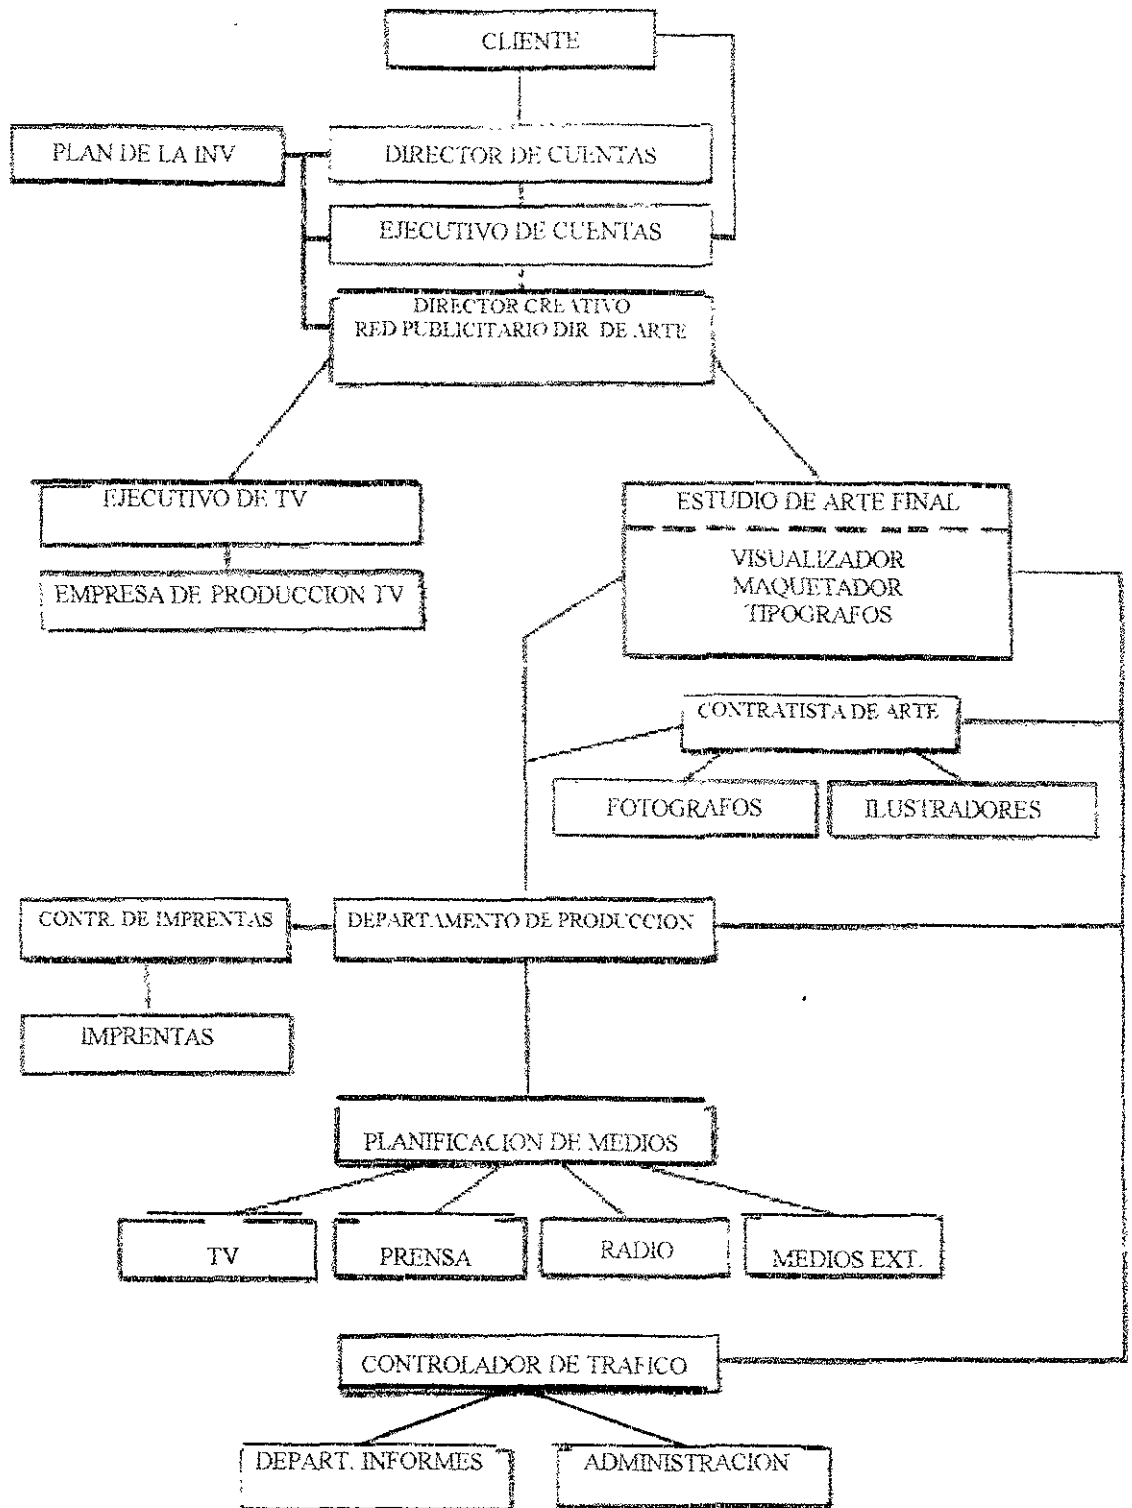 CLIENTE
PLAN DE LA INV
DIRECTOR DE CUENTAS
EJECUTIVO DE CUENTAS
DIRECTOR CREATIVO
RED PUBLICITARIO DIR. DE ARTE
EJECUTIVO DE TV
EMPRESA DE PRODUCCION TV
ESTUDIO DE ARTE FINAL
VISUALIZADOR
MAQUETADOR
TIPOGRAFOS
CONTRATISTA DE ARTE
FOTOGRAFOS
ILUSTRADORES
CONTR. DE IMPRENTAS
DEPARTAMENTO DE PRODUCCION
IMPRENTAS
PLANIFICACION DE MEDIOS
TV
PRENSA
RADIO
MEDIOS EXT.
CONTROLADOR DE TRAFICO
DEPART. INFORMES
ADMINISTRACION